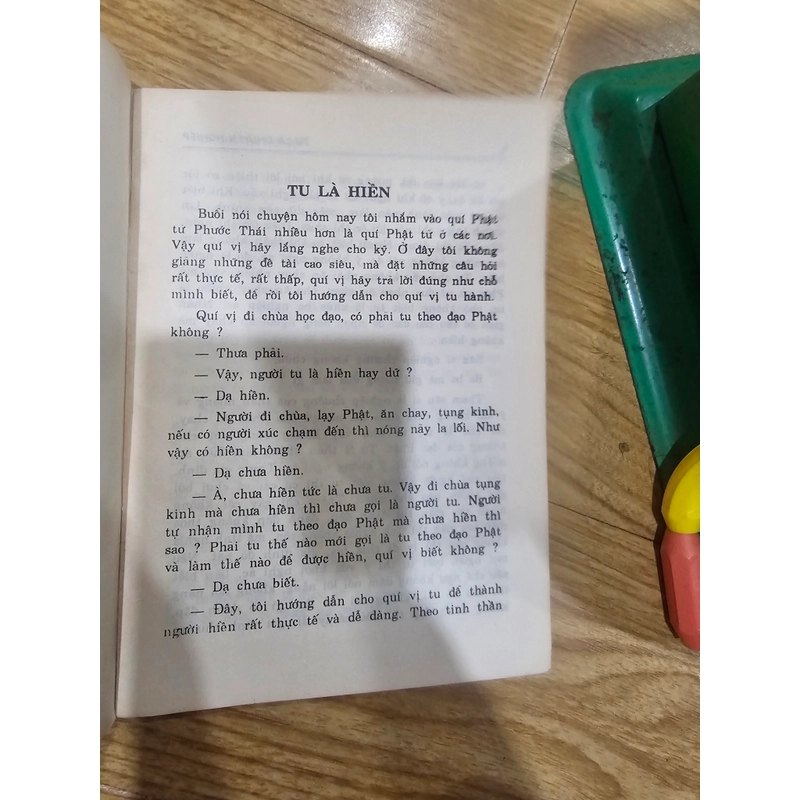 TU LÀ HIỀN
Buổi nói chuyện hôm nay tôi nhắm vào quí Phật
tử Phước Thái nhiều hơn là quí Phật tử ở các nơi.
Vậy quí vị hãy lắng nghe cho kỹ. Ở đây tôi không
giảng những đề tài cao siêu, mà đặt những câu hỏi
rất thực tế, rất thấp, quí vị hãy trả lời đúng như chỗ
mình biết, để rồi tôi hướng dẫn cho quí vị tu hành.
Quí vị đi chùa học đạo, có phải tu theo đạo Phật
không ?
— Thưa phải.
— Vậy, người tu là hiền hay dữ ?
— Dạ hiền.
— Người đi chùa, lạy Phật, ăn chay, tụng kinh,
nếu có người xúc chạm đến thì nóng nảy la lối. Như
vậy có hiền không ?
— Dạ chưa hiền.
— À, chưa hiền tức là chưa tu. Vậy đi chùa tụng
kinh mà chưa hiền thì chưa gọi là người tu. Người
tự nhận mình tu theo đạo Phật mà chưa hiền thì
sao ? Phải tu thế nào mới gọi là tu theo đạo Phật
và làm thế nào để được hiền, quí vị biết không ?
— Dạ chưa biết.
— Đây, tôi hướng dẫn cho quí vị tu để thành
người hiền rất thực tế và dễ dàng. Theo tinh thần